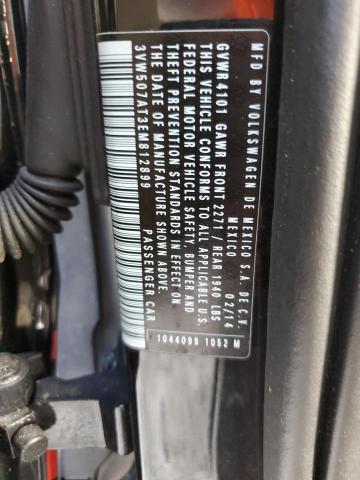 MFD BY VOLKSWAGEN DE MEXICO S.A. DE C.V.
MEXICO 02/14
GVWR 4101 GAWR FRONT 2271 / REAR 1940 LBS
THIS VEHICLE CONFORMS TO ALL APPLICABLE U.S.
FEDERAL MOTOR VEHICLE SAFETY, BUMPER AND
THEFT PREVENTION STANDARDS IN EFFECT ON
THE DATE OF MANUFACTURE SHOWN ABOVE.
3VW507AT3EM812899 PASSENGER CAR
1044099 1052 M